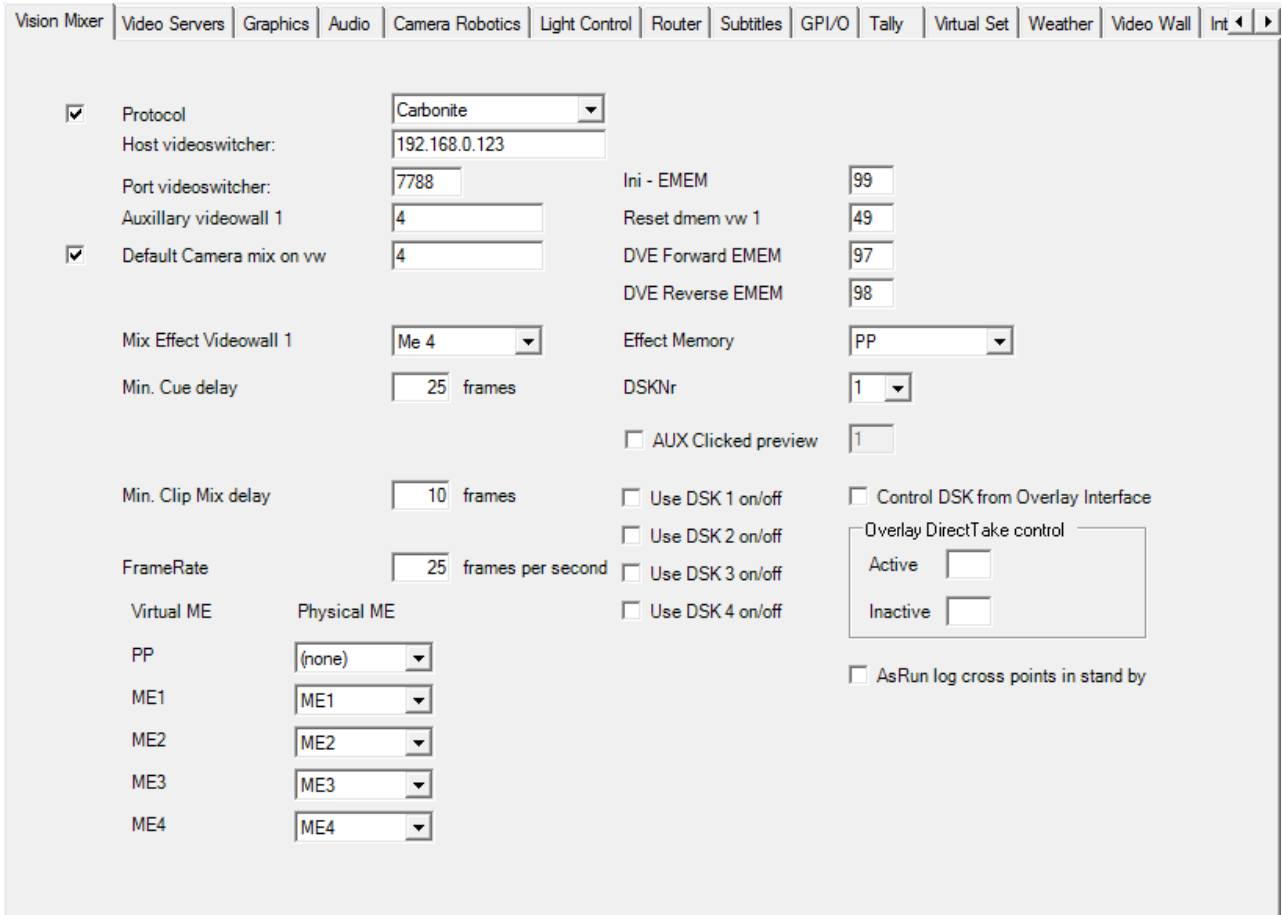 Vision Mixer Video Servers Graphics Audio Camera Robotics Light Control Router Subtitles GPI/O Tally Virtual Set Weather Video Wall Int
Protocol Carbonite
Host videoswitcher: 192.168.0.123
Port videoswitcher: 7788 Ini - EMEM 99
Auxillary videowall 1 4 Reset dmem vw 1 49
Default Camera mix on vw 4 DVE Forward EMEM 97
DVE Reverse EMEM 98
Mix Effect Videowall 1 Me 4 Effect Memory PP
Min. Cue delay 25 frames DSKNr 1
AUX Clicked preview 1
Min. Clip Mix delay 10 frames Use DSK 1 on/off Control DSK from Overlay Interface
Use DSK 2 on/off Overlay DirectTake control
FrameRate 25 frames per second Use DSK 3 on/off Active
Virtual ME Physical ME Use DSK 4 on/off Inactive
PP (none)
AsRun log cross points in stand by
ME1 ME1
ME2 ME2
ME3 ME3
ME4 ME4